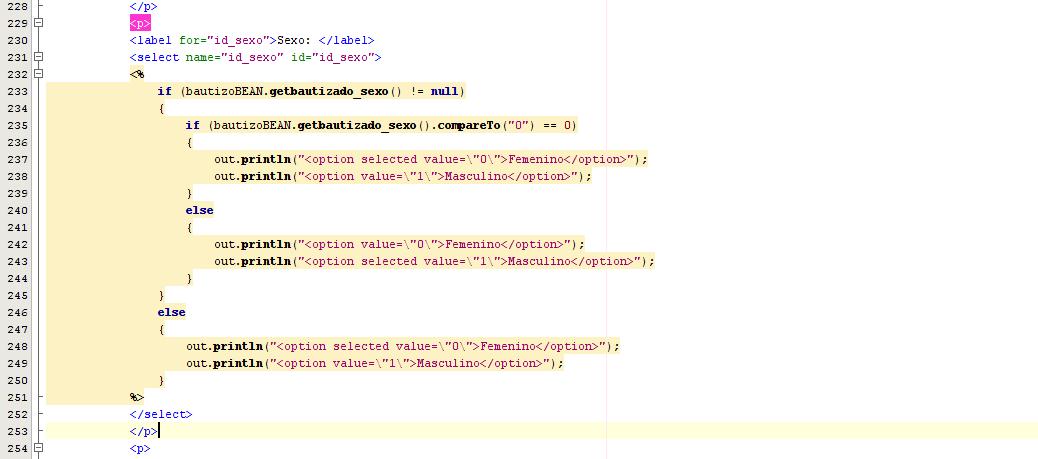 228 </p>
229 <p>
230 <label for="id_sexo">Sexo: </label>
231 <select name="id_sexo" id="id_sexo">
232 <%
233 if (bautizoBEAN.getbautizado_sexo() != null)
234 {
235 if (bautizoBEAN.getbautizado_sexo().compareTo("0") == 0)
236 {
237 out.println("<option selected value=\"0\">Femenino</option>");
238 out.println("<option value=\"1\">Masculino</option>");
239 }
240 else
241 {
242 out.println("<option value=\"0\">Femenino</option>");
243 out.println("<option selected value=\"1\">Masculino</option>");
244 }
245 }
246 else
247 {
248 out.println("<option selected value=\"0\">Femenino</option>");
249 out.println("<option value=\"1\">Masculino</option>");
250 }
251 %>
252 </select>
253 </p>
254 <p>